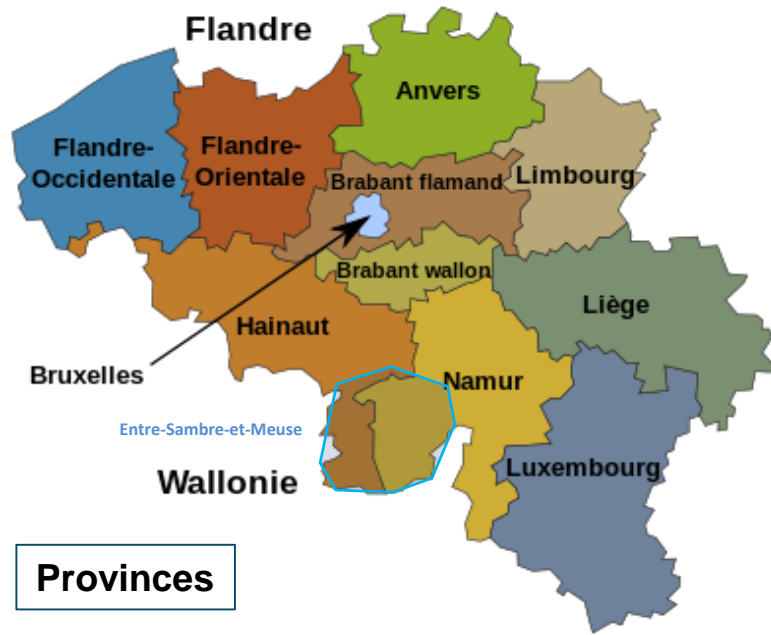 Flandre
Anvers
Flandre-
Occidentale
Flandre-
Orientale
Brabant flamand
Limbourg
Brabant wallon
Liège
Hainaut
Bruxelles
Namur
Entre-Sambre-et-Meuse
Luxembourg
Wallonie
Provinces